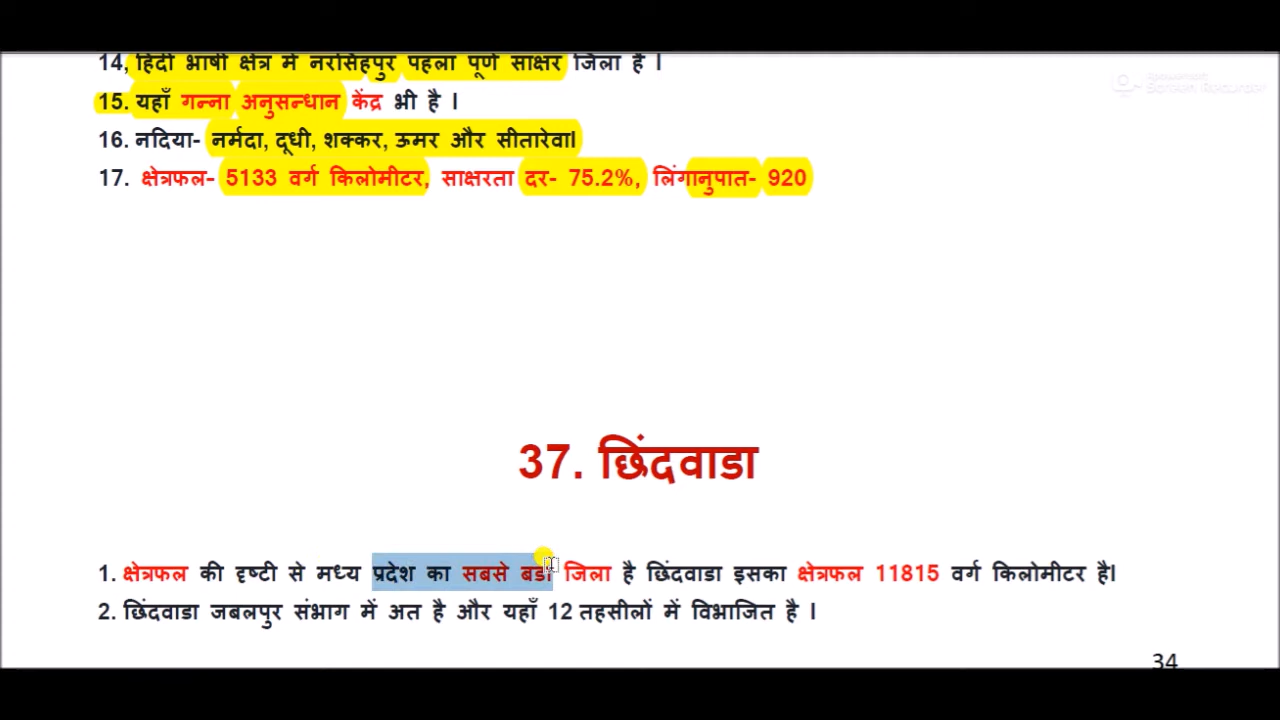 14, हिंदी भाषी क्षेत्र में नरसिंहपुर पहला पूर्ण साक्षर जिला है ।
15. यहाँ गन्ना अनुसन्धान केंद्र भी है ।
16. नदिया- नर्मदा, दूधी, शक्कर, ऊमर और सीतारेवा।
17. क्षेत्रफल- 5133 वर्ग किलोमीटर, साक्षरता दर- 75.2%, लिंगानुपात- 920
37. छिंदवाडा
1. क्षेत्रफल की दृष्टी से मध्य प्रदेश का सबसे बडा जिला है छिंदवाडा इसका क्षेत्रफल 11815 वर्ग किलोमीटर है।
2. छिंदवाडा जबलपुर संभाग में अत है और यहाँ 12 तहसीलों में विभाजित है ।
34